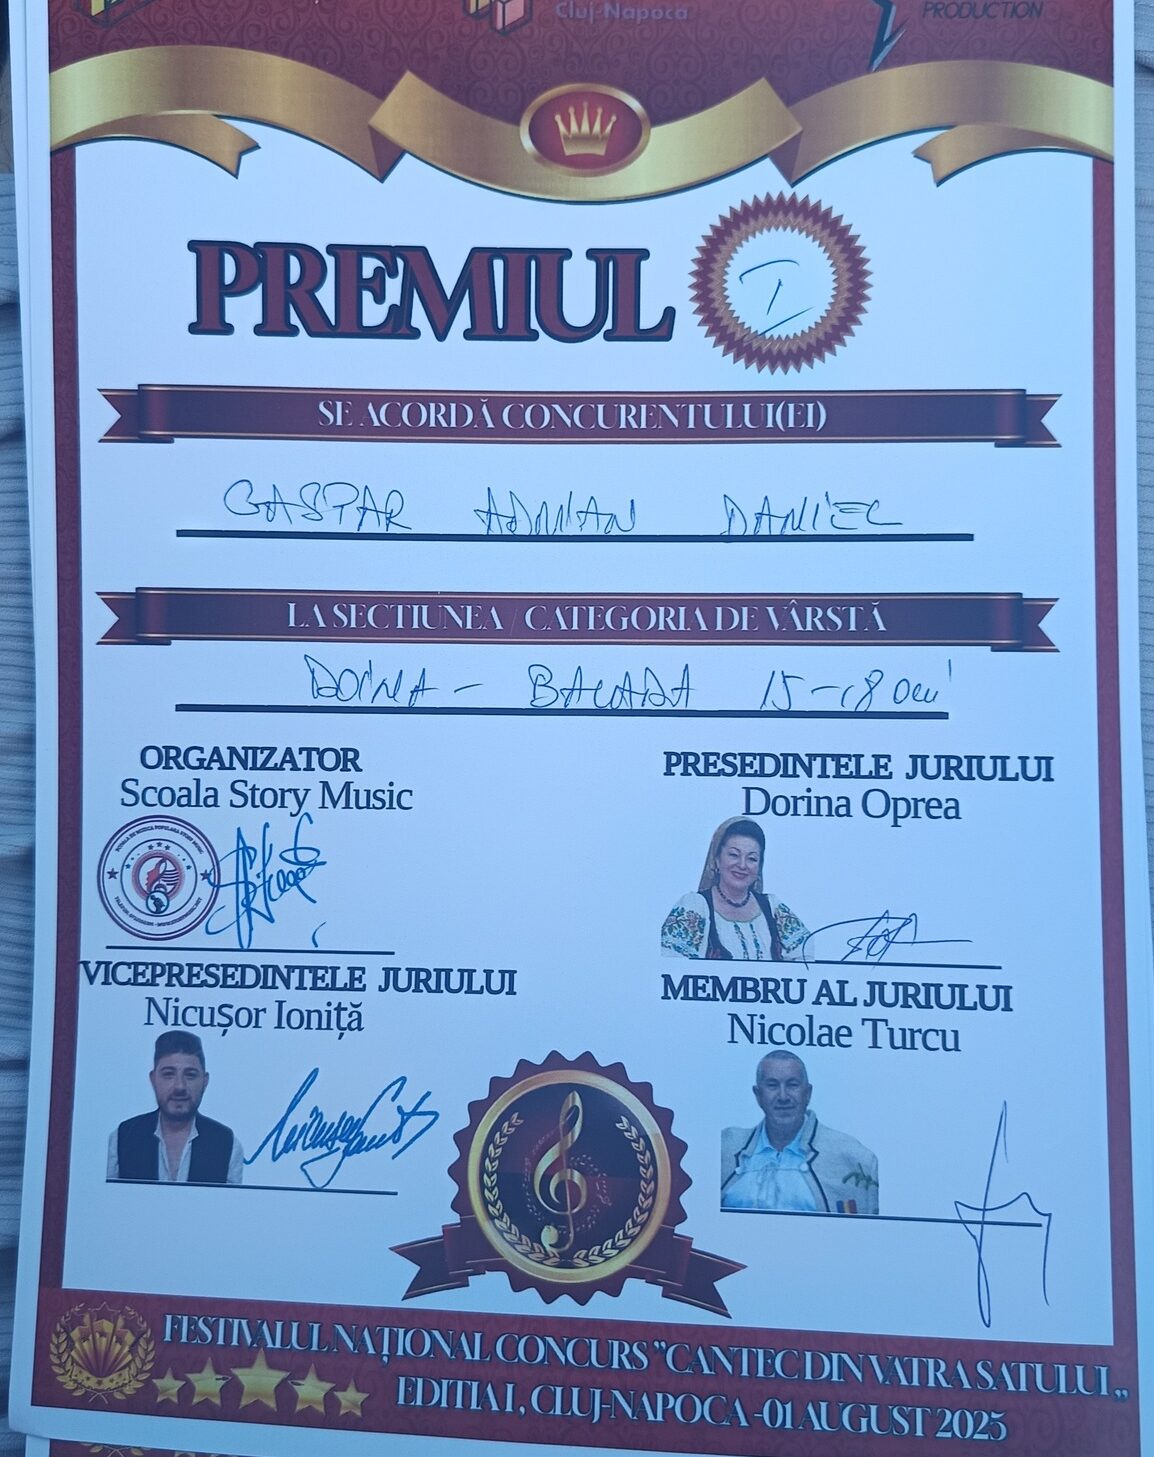 Cluj-Napoca
PRODUCTION
PREMIUL I
SE ACORDĂ CONCURENTULUI(EI)
GASPAR ADRIAN DANIEL
LA SECTIUNEA / CATEGORIA DE VÂRSTĂ
DOINA - BALADA 15-18 ani
ORGANIZATOR
Scoala Story Music
PRESEDINTELE JURIULUI
Dorina Oprea
VICEPRESEDINTELE JURIULUI
Nicușor Ioniță
MEMBRU AL JURIULUI
Nicolae Turcu
FESTIVALUL NAȚIONAL CONCURS "CANTEC DIN VATRA SATULUI„
EDITIA I, CLUJ-NAPOCA -01 AUGUST 2025